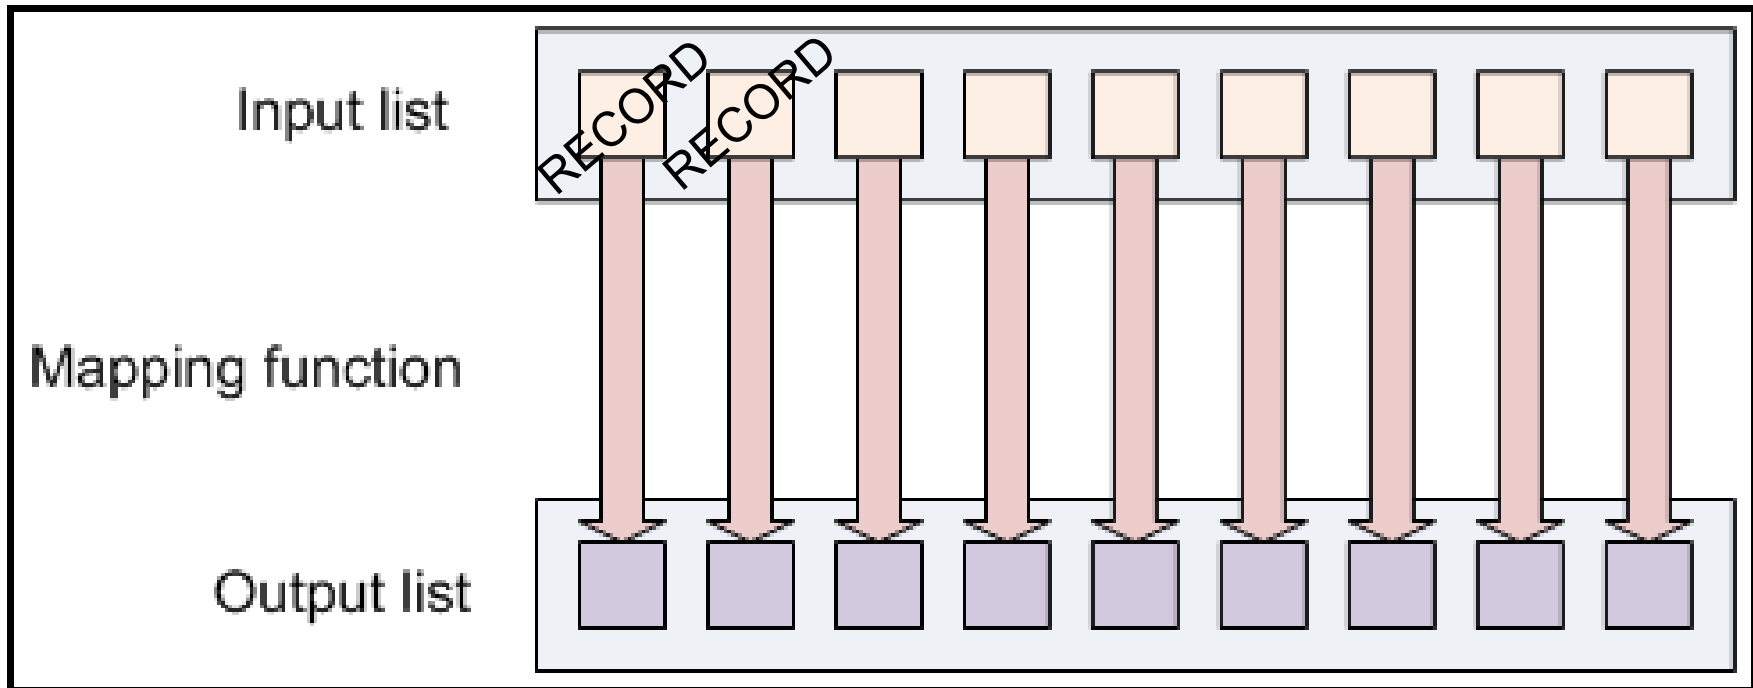 Input list
RECORD
RECORD
Mapping function
Output list